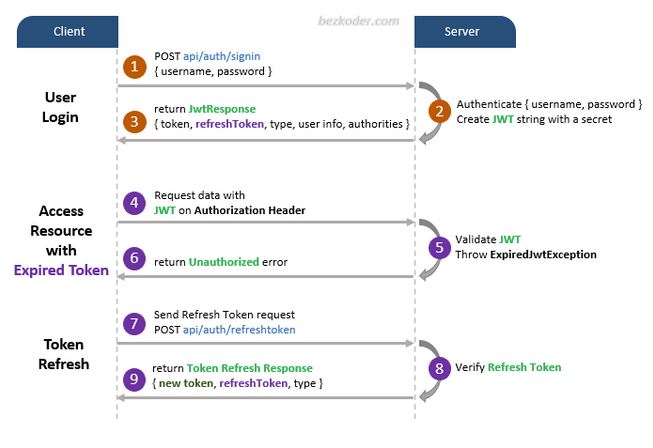 bezkoder.com
Client
Server
User
Login
1
POST api/auth/signin
{ username, password }
2
Authenticate { username, password }
Create JWT string with a secret
3
return JwtResponse
{ token, refreshToken, type, user info, authorities }
Access
Resource
with
Expired Token
4
Request data with
JWT on Authorization Header
5
Validate JWT
Throw ExpiredJwtException
6
return Unauthorized error
Token
Refresh
7
Send Refresh Token request
POST api/auth/refreshtoken
8
Verify Refresh Token
9
return Token Refresh Response
{ new token, refreshToken, type }